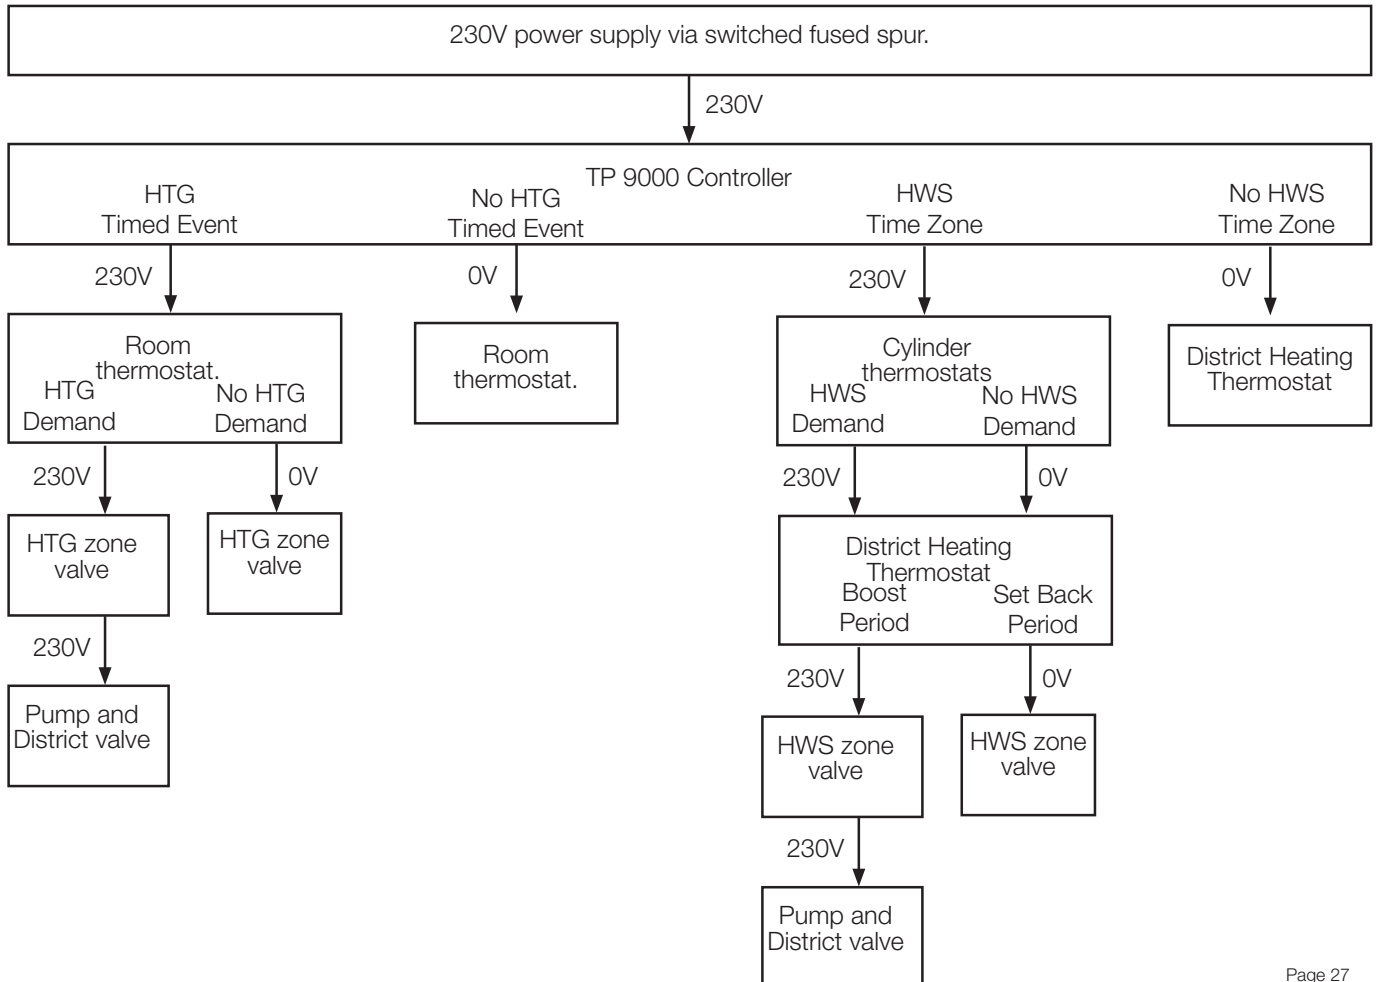 230V power supply via switched fused spur.
230V
TP 9000 Controller
HTG
Timed Event
No HTG
Timed Event
HWS
Time Zone
No HWS
Time Zone
230V
0V
230V
0V
Room
thermostat.
HTG
Demand
No HTG
Demand
Room
thermostat.
Cylinder
thermostats
HWS
Demand
No HWS
Demand
District Heating
Thermostat
230V
0V
230V
0V
HTG zone
valve
HTG zone
valve
District Heating
Thermostat
Boost
Period
Set Back
Period
230V
230V
0V
Pump and
District valve
HWS zone
valve
HWS zone
valve
230V
Pump and
District valve
Page 27